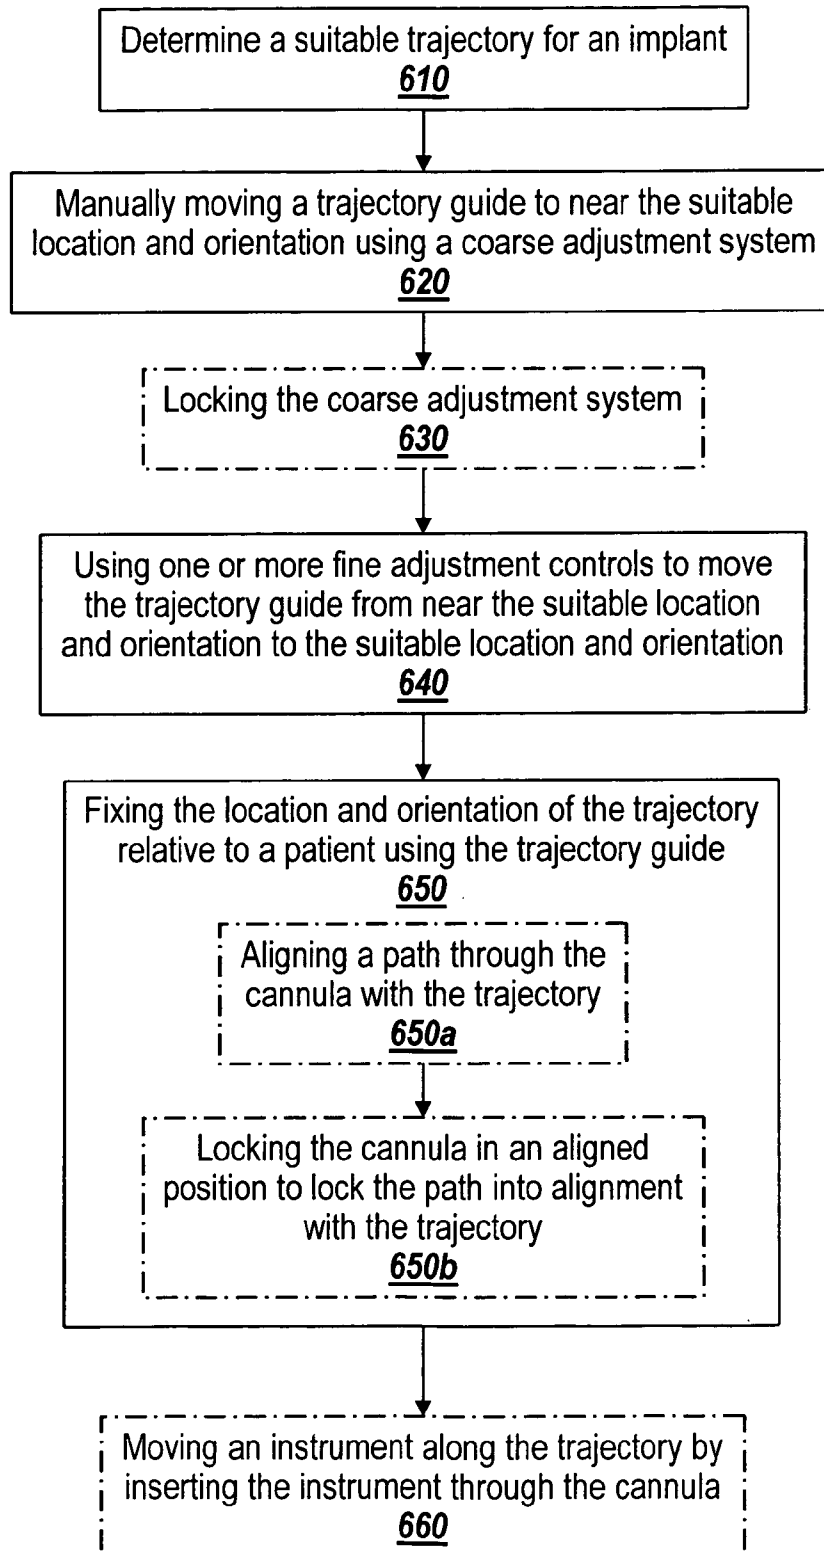 Determine a suitable trajectory for an implant
610
Manually moving a trajectory guide to near the suitable
location and orientation using a coarse adjustment system
620
Locking the coarse adjustment system
630
Using one or more fine adjustment controls to move
the trajectory guide from near the suitable location
and orientation to the suitable location and orientation
640
Fixing the location and orientation of the trajectory
relative to a patient using the trajectory guide
650
Aligning a path through the
cannula with the trajectory
650a
Locking the cannula in an aligned
position to lock the path into alignment
with the trajectory
650b
Moving an instrument along the trajectory by
inserting the instrument through the cannula
660